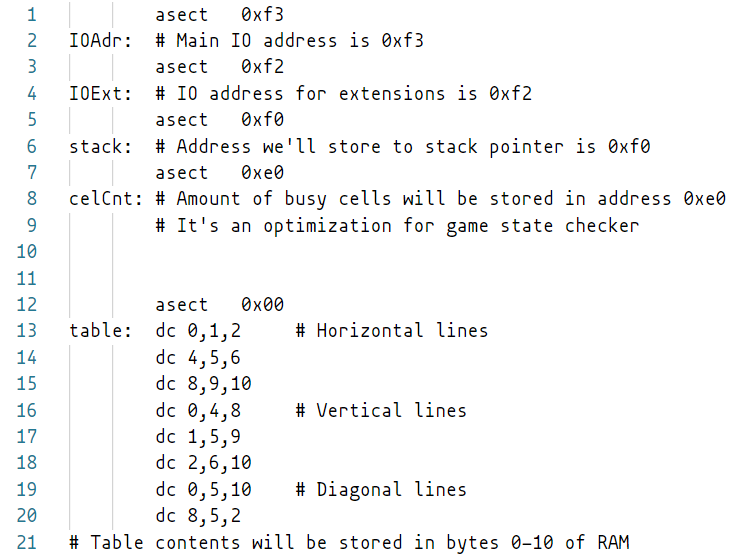 1 asect 0xf3
2 IOAdr: # Main IO address is 0xf3
3 asect 0xf2
4 IOExt: # IO address for extensions is 0xf2
5 asect 0xf0
6 stack: # Address we'll store to stack pointer is 0xf0
7 asect 0xe0
8 celCnt: # Amount of busy cells will be stored in address 0xe0
9 # It's an optimization for game state checker
10
11
12 asect 0x00
13 table: dc 0,1,2 # Horizontal lines
14 dc 4,5,6
15 dc 8,9,10
16 dc 0,4,8 # Vertical lines
17 dc 1,5,9
18 dc 2,6,10
19 dc 0,5,10 # Diagonal lines
20 dc 8,5,2
21 # Table contents will be stored in bytes 0-10 of RAM